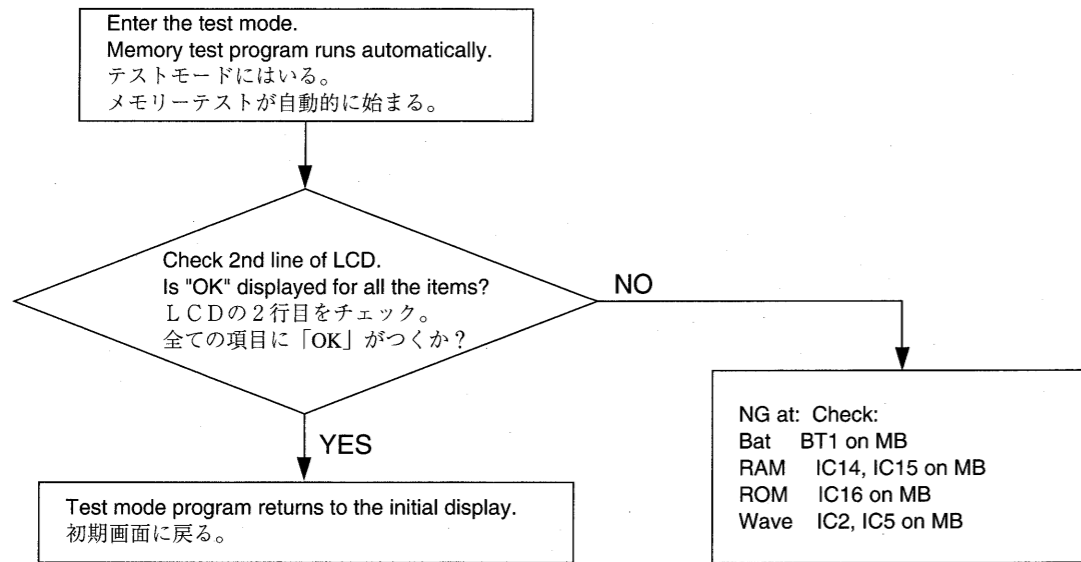 Enter the test mode.
Memory test program runs automatically.
テストモードにはいる。
メモリーテストが自動的に始まる。
Check 2nd line of LCD.
Is "OK" displayed for all the items?
ＬＣＤの２行目をチェック。
全ての項目に「OK」がつくか？
NO
YES
NG at: Check:
Bat BT1 on MB
RAM IC14, IC15 on MB
ROM IC16 on MB
Wave IC2, IC5 on MB
Test mode program returns to the initial display.
初期画面に戻る。